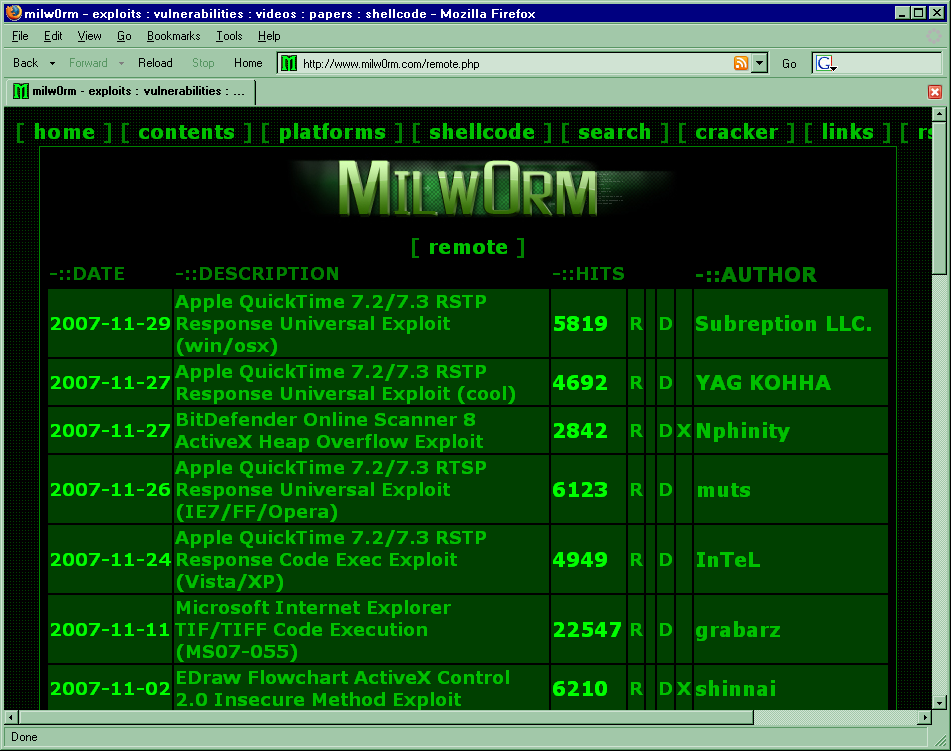 milw0rm - exploits : vulnerabilities : videos : papers : shellcode - Mozilla Firefox
File Edit View Go Bookmarks Tools Help
Back Forward Reload Stop Home http://www.milw0rm.com/remote.php Go G
milw0rm - exploits : vulnerabilities : ...
[ home ] [ contents ] [ platforms ] [ shellcode ] [ search ] [ cracker ] [ links ] [ rs
MILW0RM
[ remote ]
-::DATE -::DESCRIPTION -::HITS -::AUTHOR
2007-11-29 Apple QuickTime 7.2/7.3 RSTP
Response Universal Exploit 5819 R D Subreption LLC.
(win/osx)
2007-11-27 Apple QuickTime 7.2/7.3 RSTP
Response Universal Exploit (cool) 4692 R D YAG KOHHA
2007-11-27 BitDefender Online Scanner 8
ActiveX Heap Overflow Exploit 2842 R D X Nphinity
2007-11-26 Apple QuickTime 7.2/7.3 RTSP
Response Universal Exploit 6123 R D muts
(IE7/FF/Opera)
2007-11-24 Apple QuickTime 7.2/7.3 RSTP
Response Code Exec Exploit 4949 R D InTeL
(Vista/XP)
2007-11-11 Microsoft Internet Explorer
TIF/TIFF Code Execution 22547 R D grabarz
(MS07-055)
2007-11-02 EDraw Flowchart ActiveX Control
2.0 Insecure Method Exploit 6210 R D X shinnai
Done